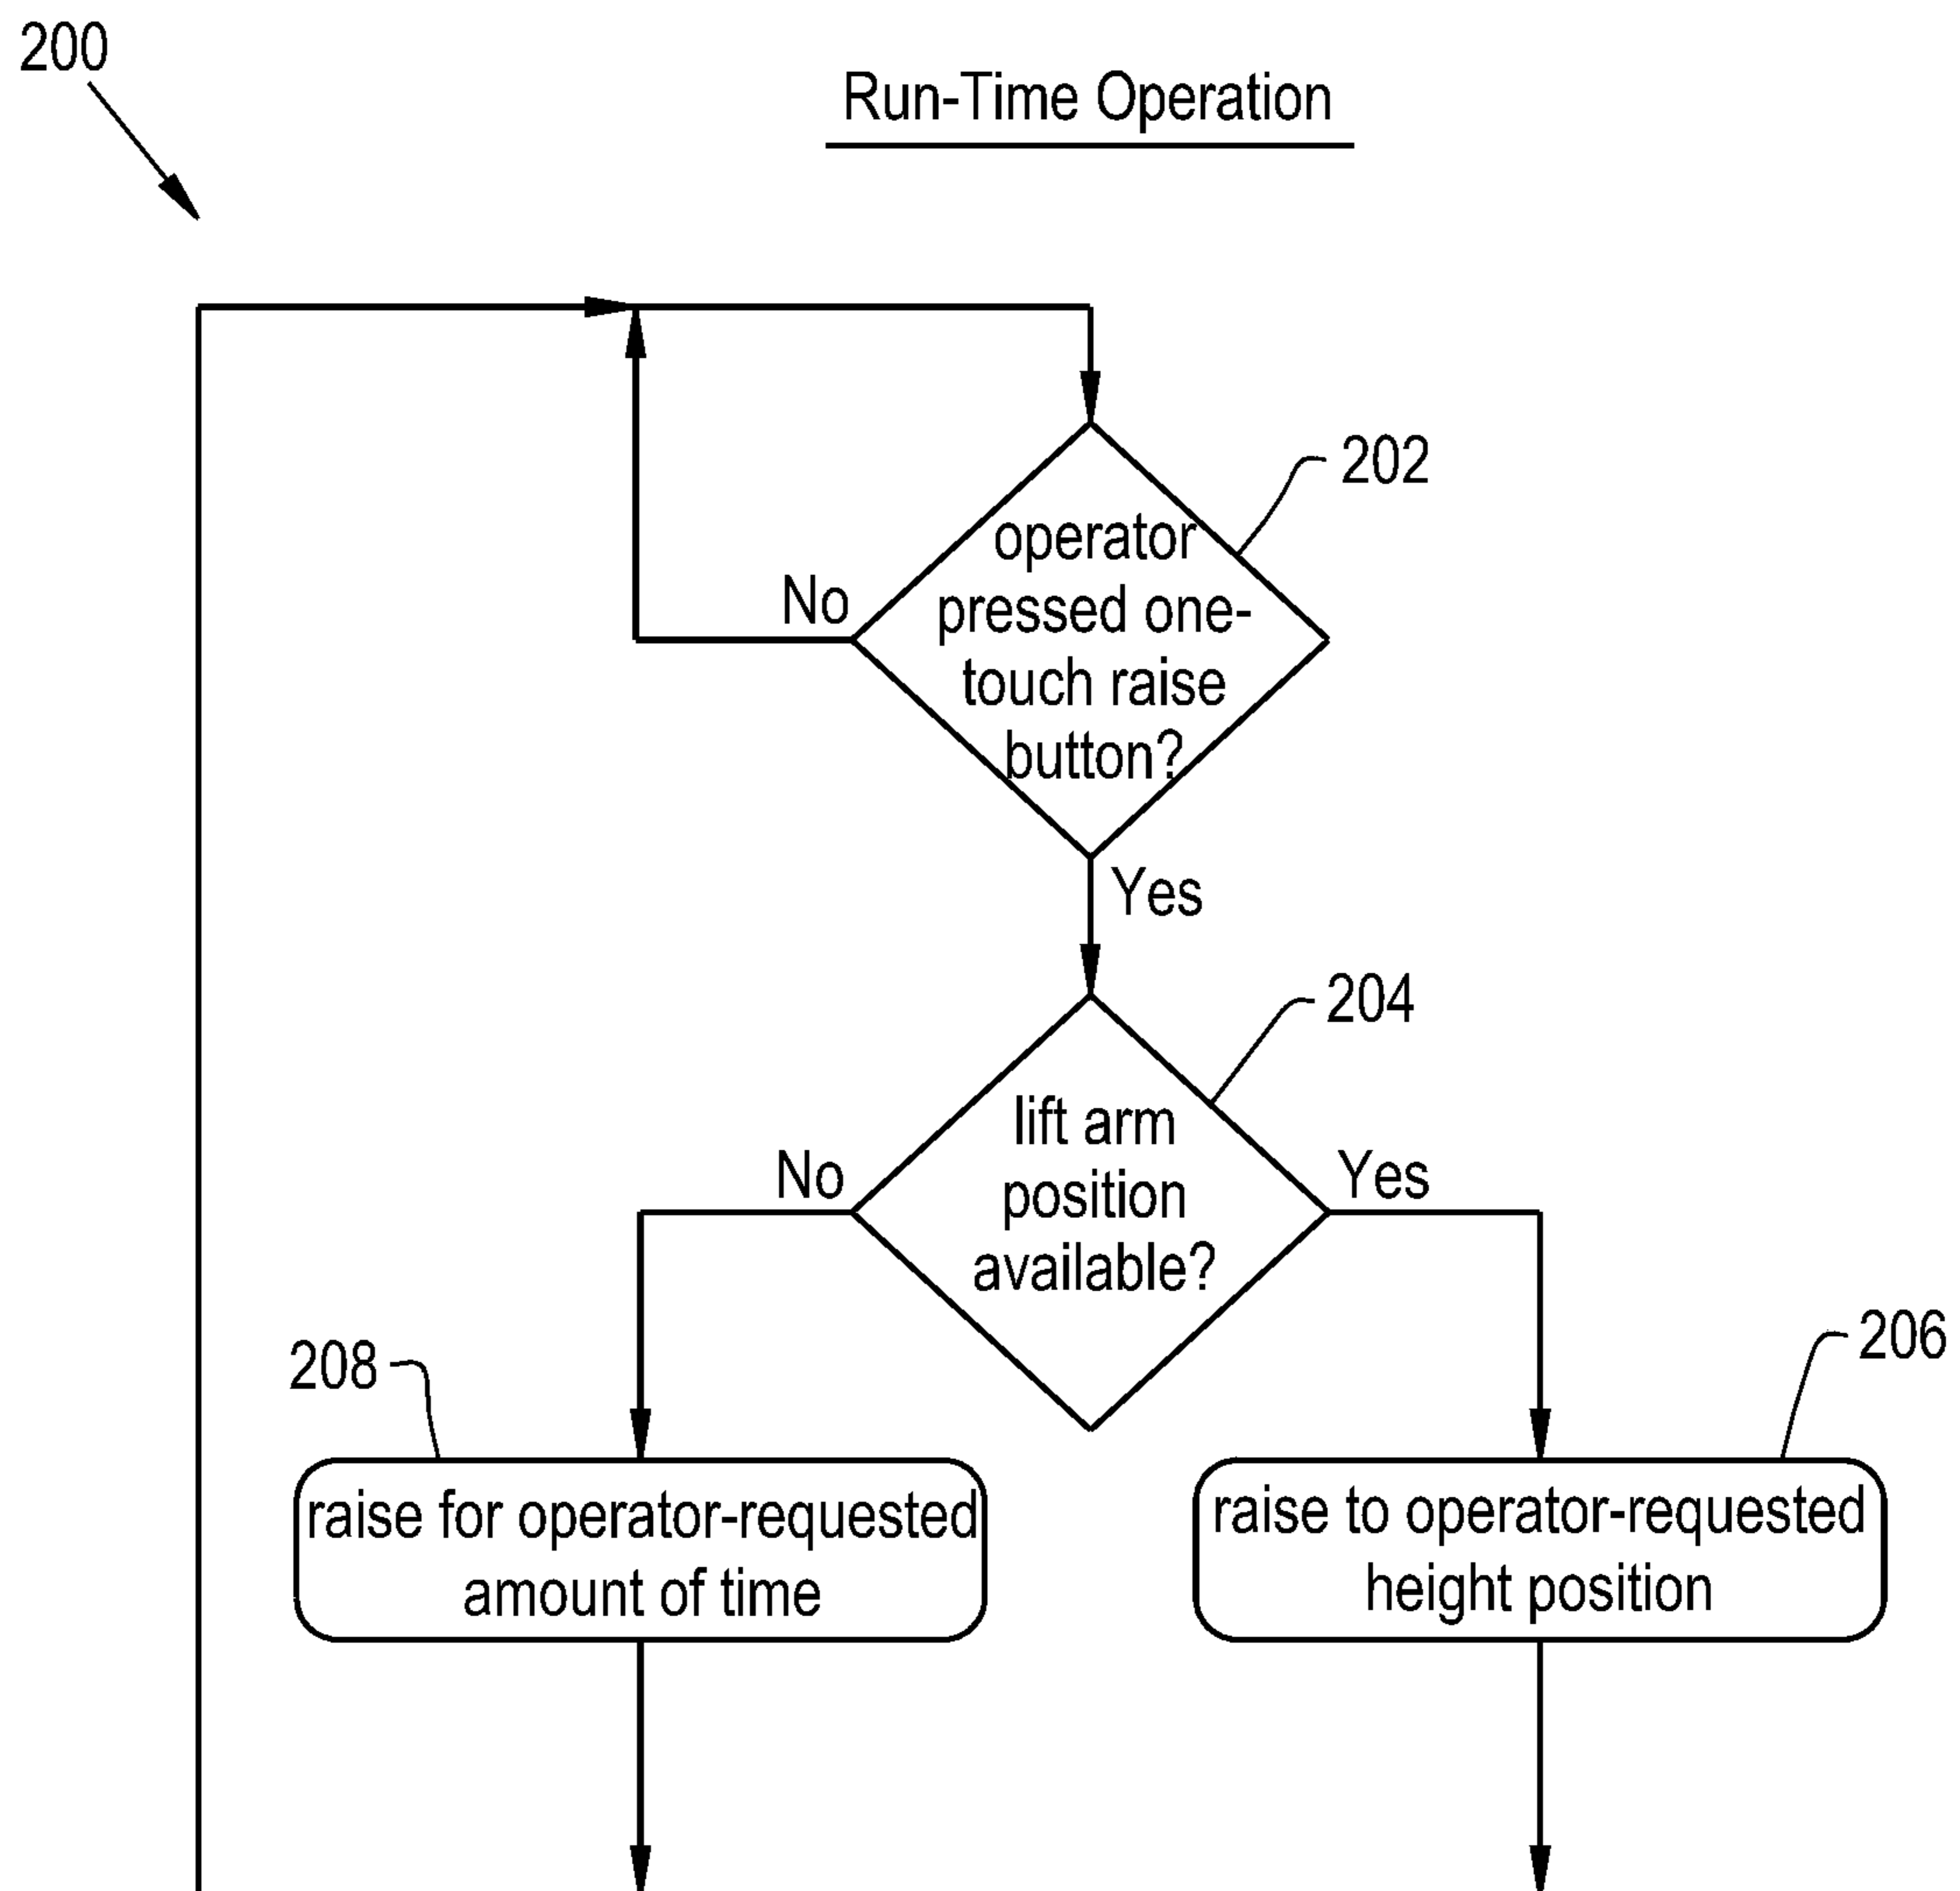 200
Run-Time Operation
202
operator
pressed one-
touch raise
button?
No
Yes
204
lift arm
position
available?
No
Yes
208
206
raise for operator-requested
amount of time
raise to operator-requested
height position